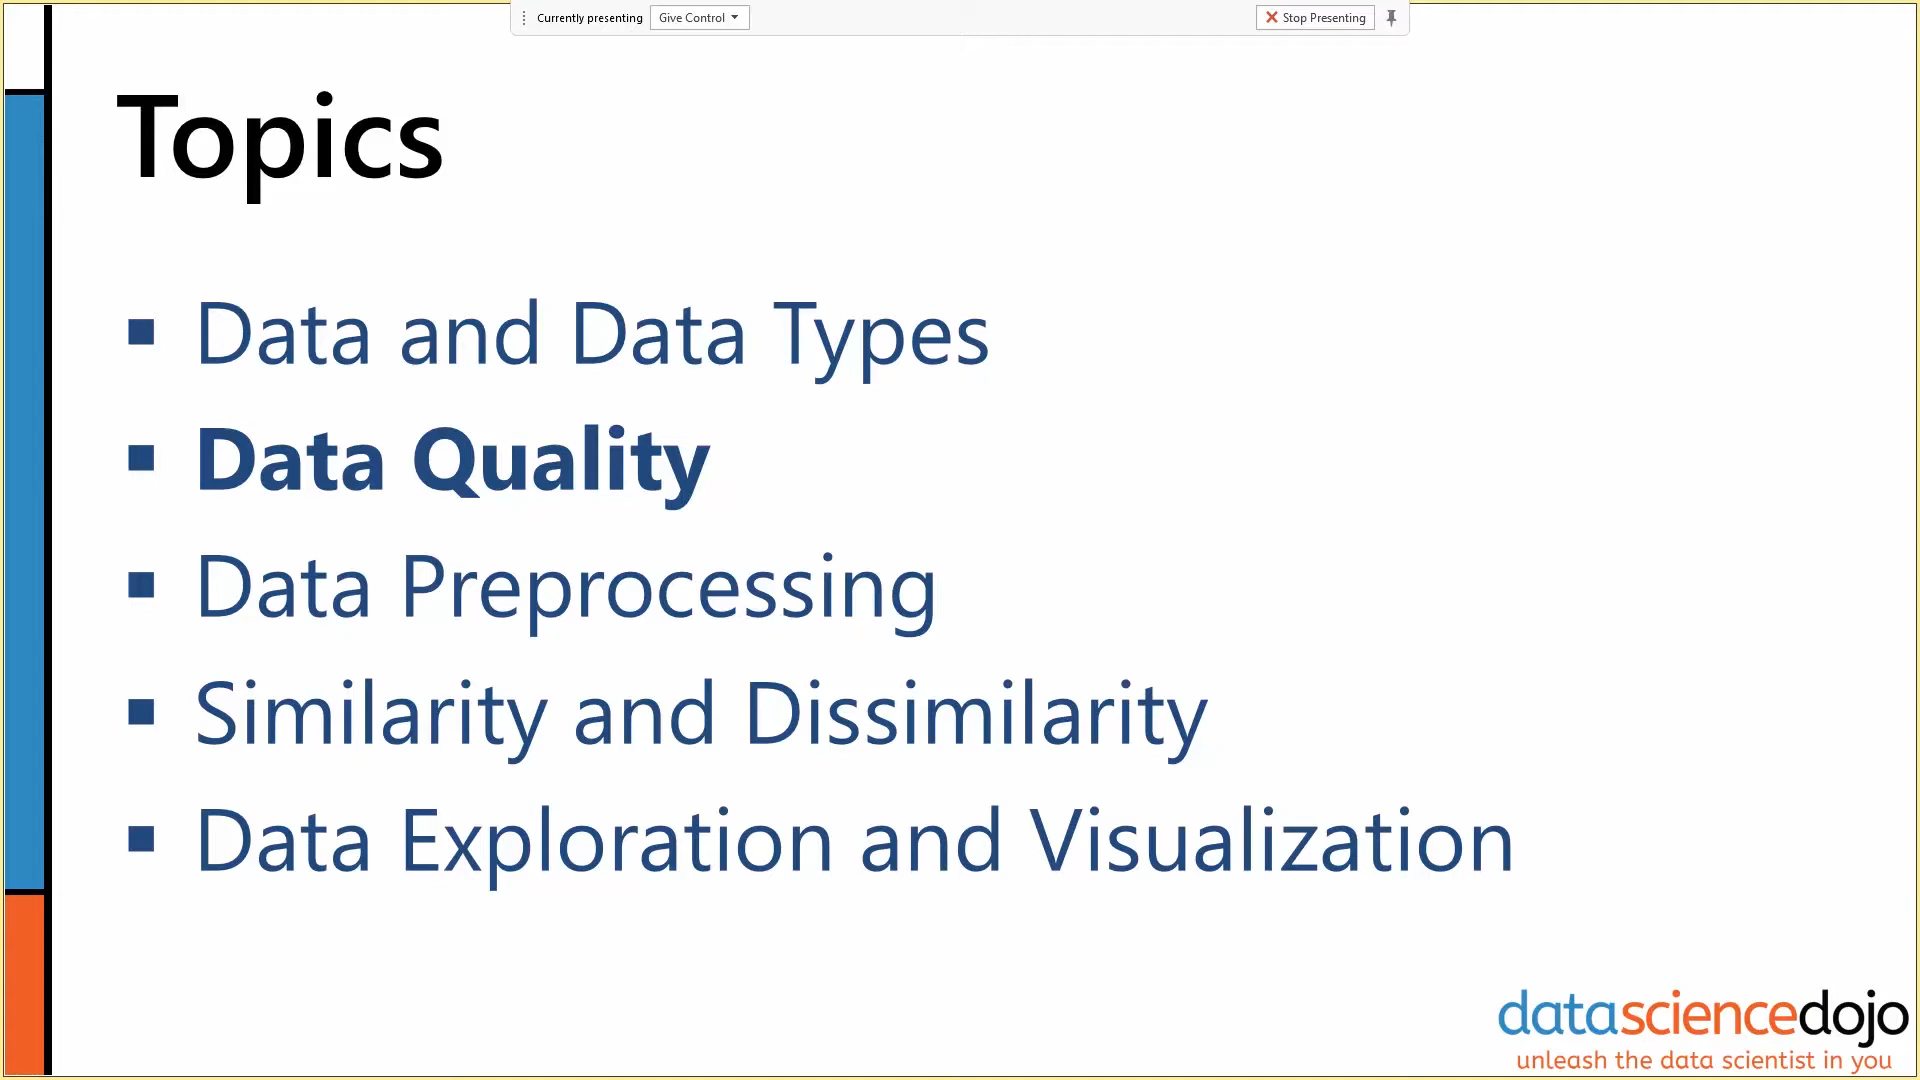 Currently presenting Give Control Stop Presenting
Topics
Data and Data Types
Data Quality
Data Preprocessing
Similarity and Dissimilarity
Data Exploration and Visualization
datasciencedojo
unleash the data scientist in you